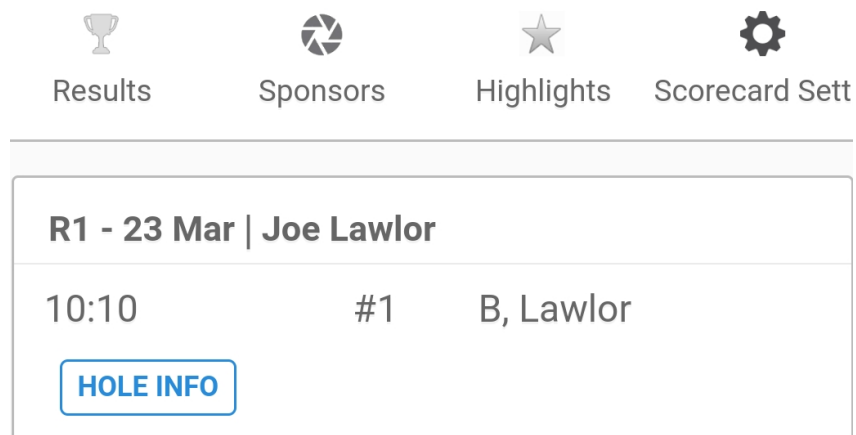 Results Sponsors Highlights Scorecard Sett
R1 - 23 Mar | Joe Lawlor
10:10 #1 B, Lawlor
HOLE INFO